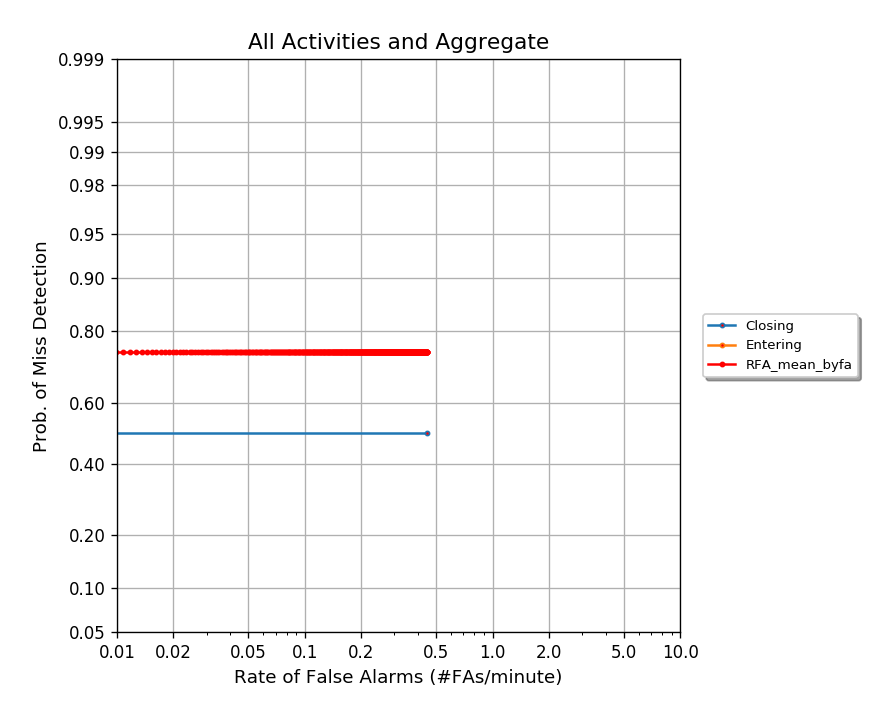 All Activities and Aggregate
0.999
0.995
0.99
0.98
0.95
0.90
0.80
0.60
0.40
0.20
0.10
0.05
Prob. of Miss Detection
0.01 0.02 0.05 0.1 0.2 0.5 1.0 2.0 5.0 10.0
Rate of False Alarms (#FAs/minute)
Closing
Entering
RFA_mean_byfa